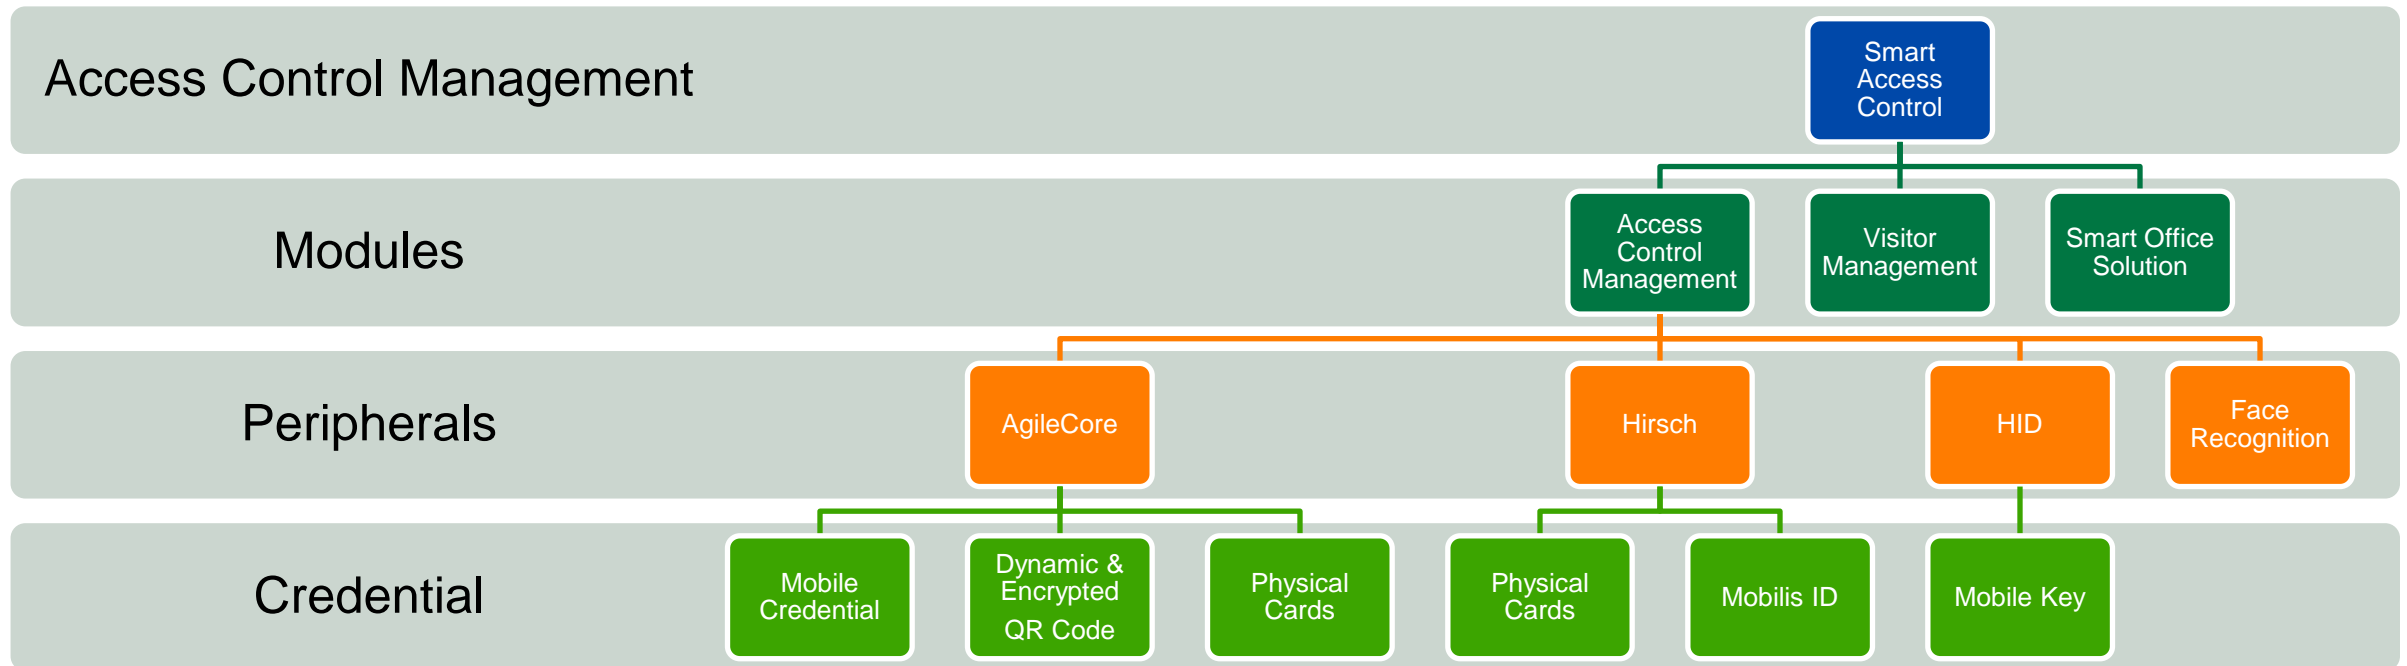 Access Control Management
Smart
Access
Control
Modules
Access
Control
Management
Visitor
Management
Smart Office
Solution
Peripherals
AgileCore
Hirsch
HID
Face
Recognition
Credential
Mobile
Credential
Dynamic &
Encrypted
QR Code
Physical
Cards
Physical
Cards
Mobilis ID
Mobile Key